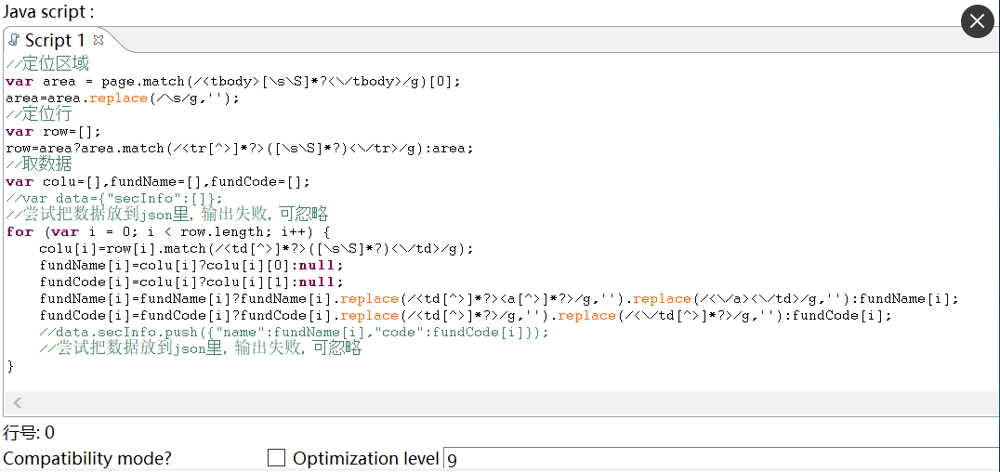 Java script :
Script 1
//定位区域
var area = page.match(/<tbody>[\s\S]*?<\/tbody>/g)[0];
area=area.replace(/\s/g,'');
//定位行
var row=[];
row=area?area.match(/<tr[^>]*?>([\s\S]*?)<\/tr>/g):area;
//取数据
var colu=[],fundName=[],fundCode=[];
//var data={"secInfo":[]};
//尝试把数据放到json里, 输出失败, 可忽略
for (var i = 0; i < row.length; i++) {
    colu[i]=row[i].match(/<td[^>]*?>([\s\S]*?)<\/td>/g);
    fundName[i]=colu[i]?colu[i][0]:null;
    fundCode[i]=colu[i]?colu[i][1]:null;
    fundName[i]=fundName[i]?fundName[i].replace(/<td[^>]*?><a[^>]*?>/g,'').replace(/<\/a><\/td>/g,''):fundName[i];
    fundCode[i]=fundCode[i]?fundCode[i].replace(/<td[^>]*?>/g,'').replace(/<\/td[^>]*?>/g,''):fundCode[i];
    //data.secInfo.push({"name":fundName[i],"code":fundCode[i]});
    //尝试把数据放到json里, 输出失败, 可忽略
}
行号: 0
Compatibility mode?
Optimization level 9